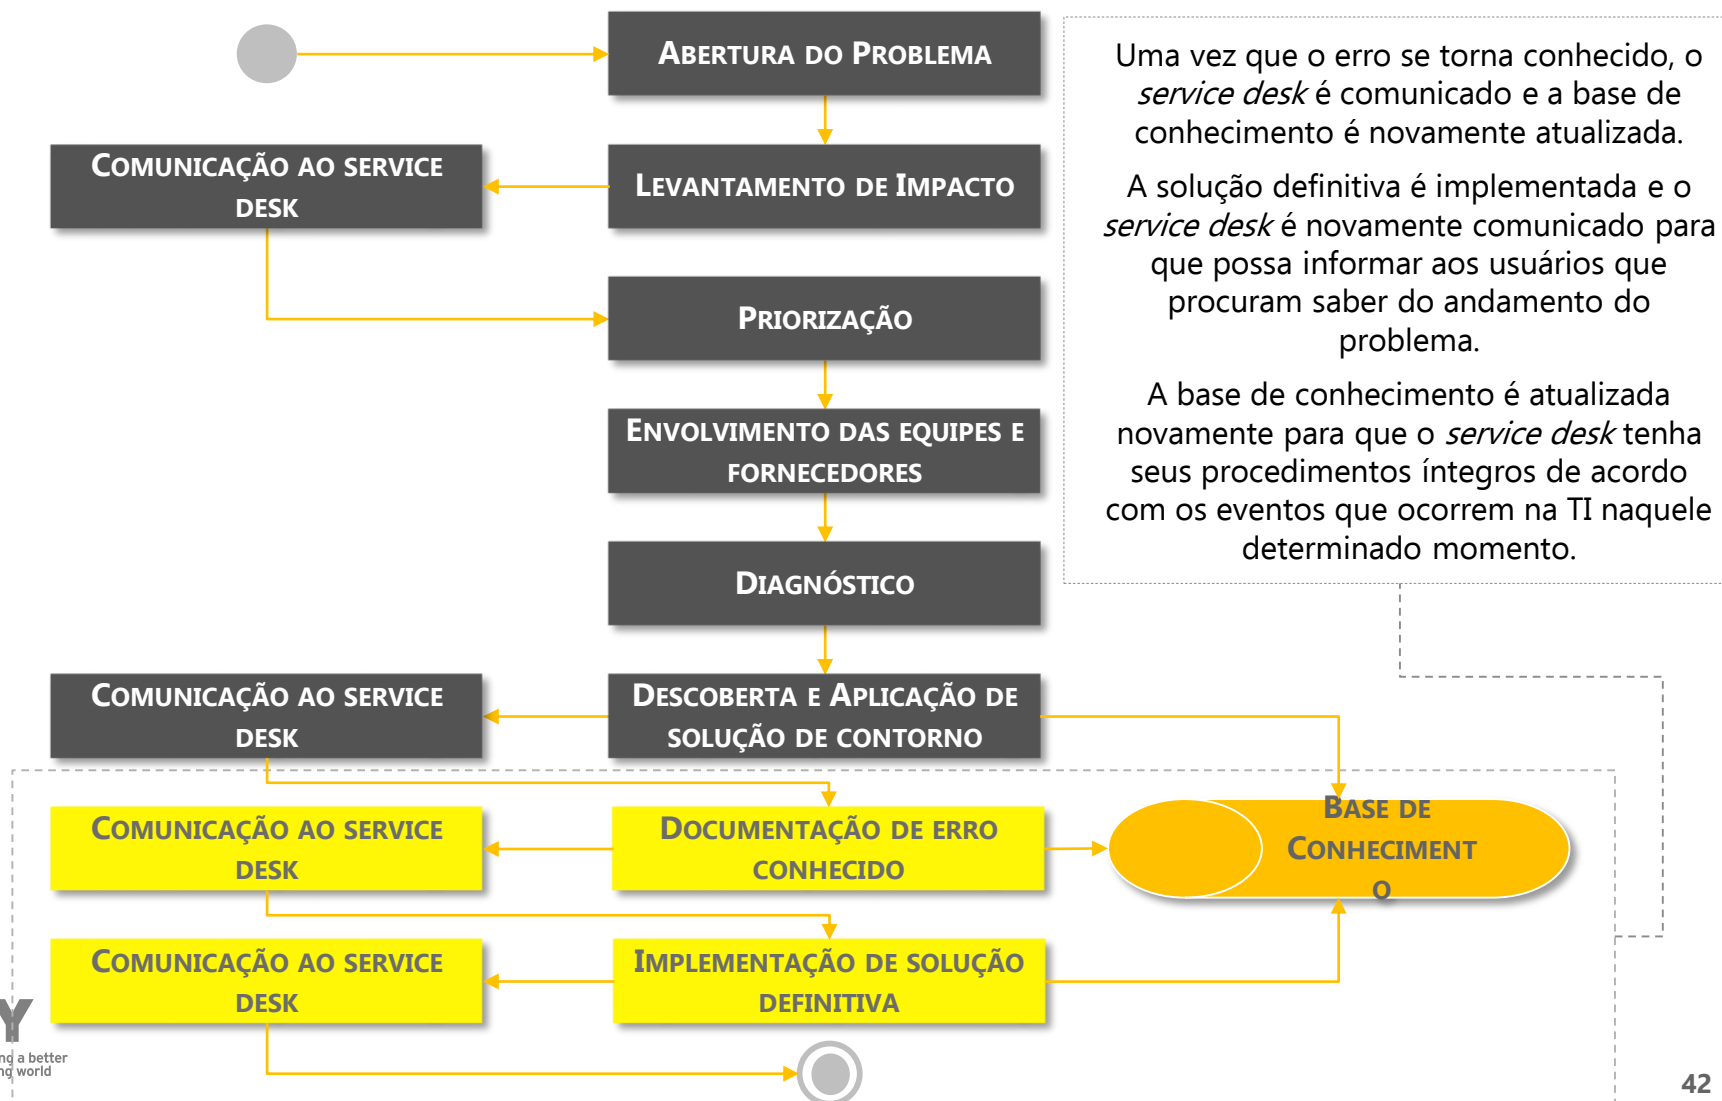 ABERTURA DO PROBLEMA
COMUNICAÇÃO AO SERVICE
DESK
LEVANTAMENTO DE IMPACTO
PRIORIZAÇÃO
ENVOLVIMENTO DAS EQUIPES E
FORNECEDORES
DIAGNÓSTICO
COMUNICAÇÃO AO SERVICE
DESK
DESCOBERTA E APLICAÇÃO DE
SOLUÇÃO DE CONTORNO
COMUNICAÇÃO AO SERVICE
DESK
DOCUMENTAÇÃO DE ERRO
CONHECIDO
BASE DE
CONHECIMENT
O
COMUNICAÇÃO AO SERVICE
DESK
IMPLEMENTAÇÃO DE SOLUÇÃO
DEFINITIVA
Uma vez que o erro se torna conhecido, o
service desk é comunicado e a base de
conhecimento é novamente atualizada.
A solução definitiva é implementada e o
service desk é novamente comunicado para
que possa informar aos usuários que
procuram saber do andamento do
problema.
A base de conhecimento é atualizada
novamente para que o service desk tenha
seus procedimentos íntegros de acordo
com os eventos que ocorrem na TI naquele
determinado momento.
Y
ng a better
ng world
42